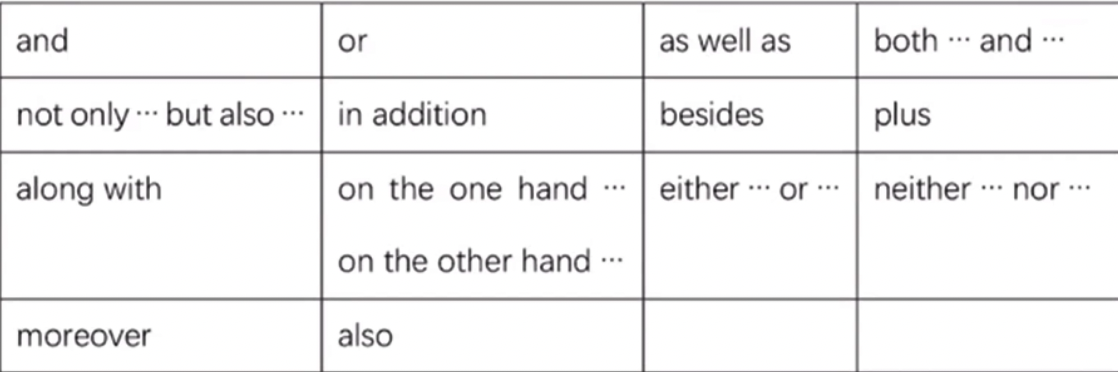 and or as well as both ··· and ···
not only ··· but also ··· in addition besides plus
along with on the one hand ··· either ··· or ··· neither ··· nor ···
on the other hand ···
moreover also